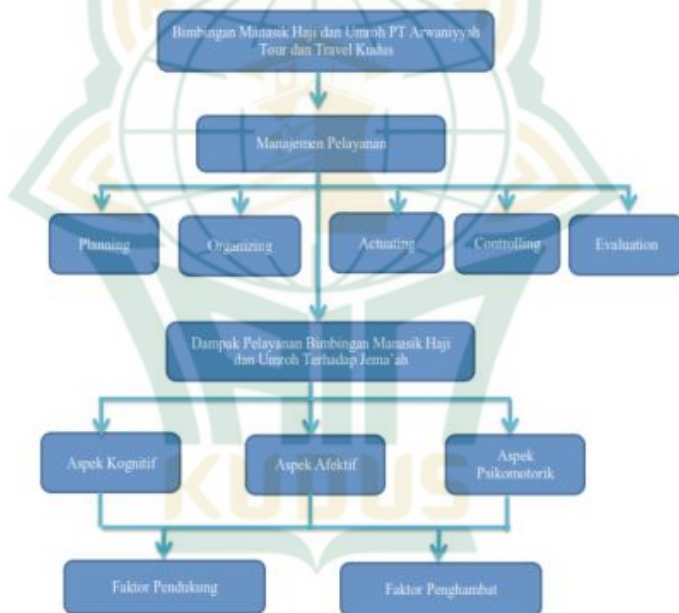 Bimbingan Manasik Haji dan Umroh PT Arwaniyyah
Tour dan Travel Kudus
Manajemen Pelayanan
Planning
Organizing
Actuating
Controlling
Evaluation
Dampak Pelayanan Bimbingan Manasik Haji
dan Umroh Terhadap Jema'ah
Aspek Kognitif
Aspek Afektif
Aspek
Psikomotorik
KUDUS
Faktor Pendukung
Faktor Penghambat